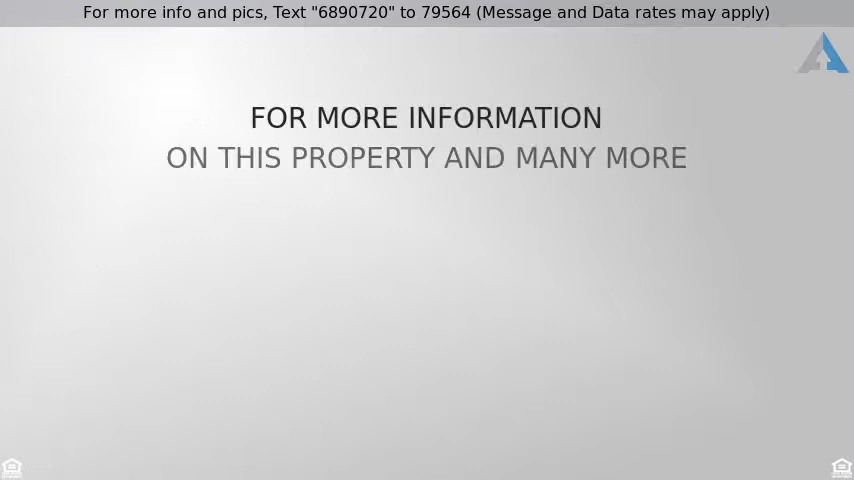 For more info and pics, Text "6890720" to 79564 (Message and Data rates may apply)
FOR MORE INFORMATION
ON THIS PROPERTY AND MANY MORE